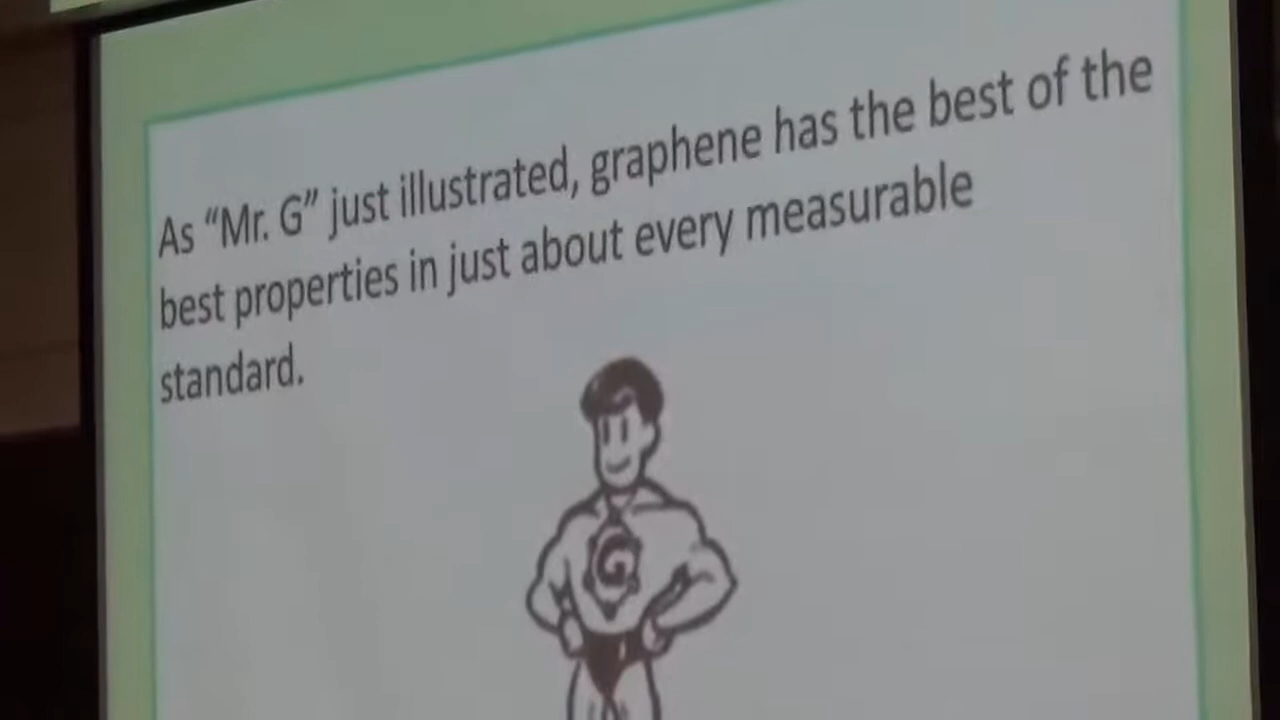 As “Mr. G” just illustrated, graphene has the best of the
best properties in just about every measurable
standard.
G